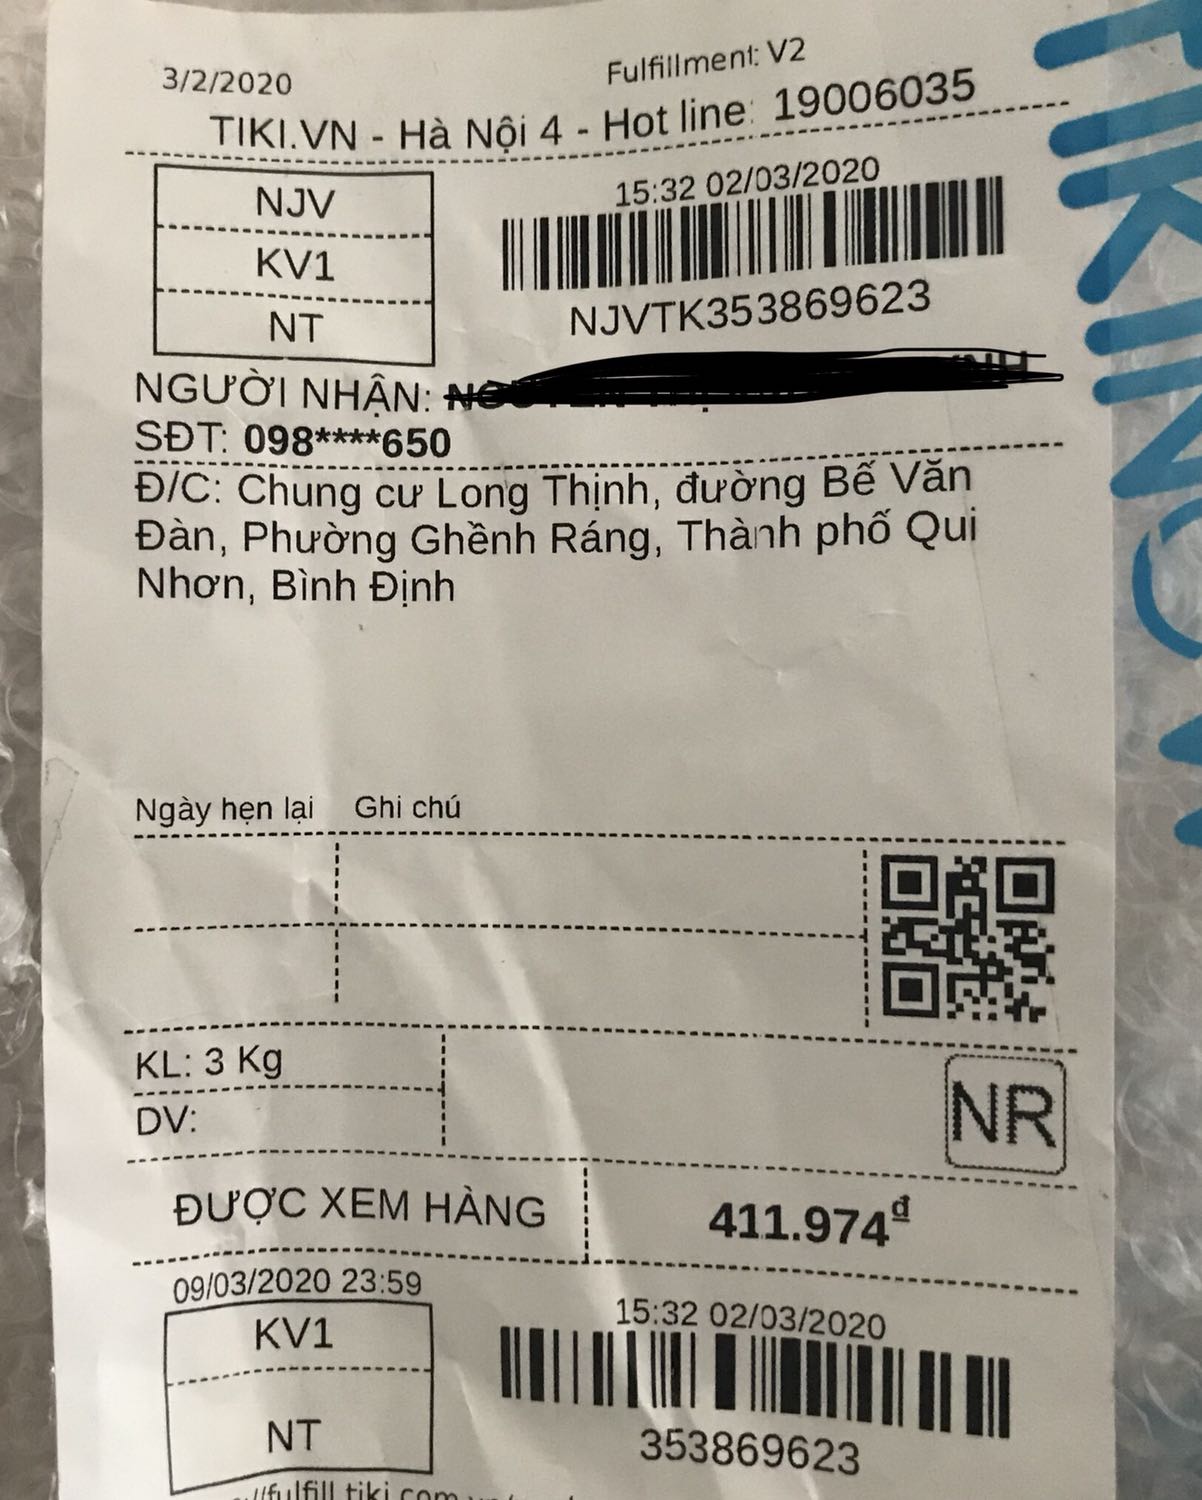 3/2/2020
Fulfillment: V2
TIKI.VN - Hà Nội 4 - Hot line: 19006035
NJV
KV1
NT
15:32 02/03/2020
NJVTK353869623
NGƯỜI NHẬN:
SĐT: 098****650
Đ/C: Chung cư Long Thịnh, đường Bế Văn
Đàn, Phường Ghềnh Ráng, Thành phố Qui
Nhơn, Bình Định
Ngày hẹn lại
Ghi chú
KL: 3 Kg
DV:
NR
ĐƯỢC XEM HÀNG
411.974đ
09/03/2020 23:59
KV1
NT
15:32 02/03/2020
353869623
TIKINOW